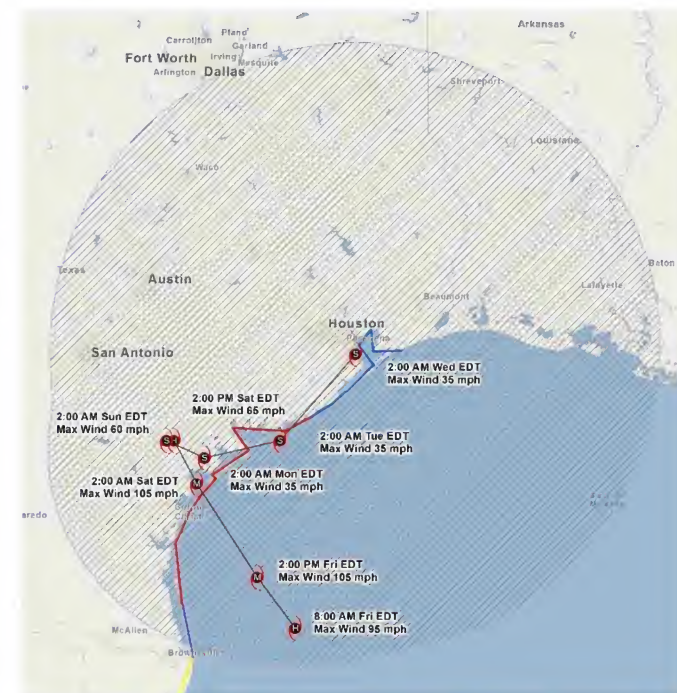 Arkansas
Plano
Carrollton
Garland
Fort Worth
Irving
Mesquite
Arlington
Dallas
Shreveport
Louisiana
Waco
Texas
Baton
Austin
Lafayette
Beaumont
Houston
Pasadena
San Antonio
2:00 AM Wed EDT
Max Wind 35 mph
2:00 PM Sat EDT
Max Wind 65 mph
2:00 AM Sun EDT
Max Wind 60 mph
S
S H
S
S
2:00 AM Tue EDT
Max Wind 35 mph
2:00 AM Mon EDT
Max Wind 35 mph
2:00 AM Sat EDT
Max Wind 105 mph
M
aredo
2:00 PM Fri EDT
Max Wind 105 mph
M
8:00 AM Fri EDT
Max Wind 95 mph
H
McAllen